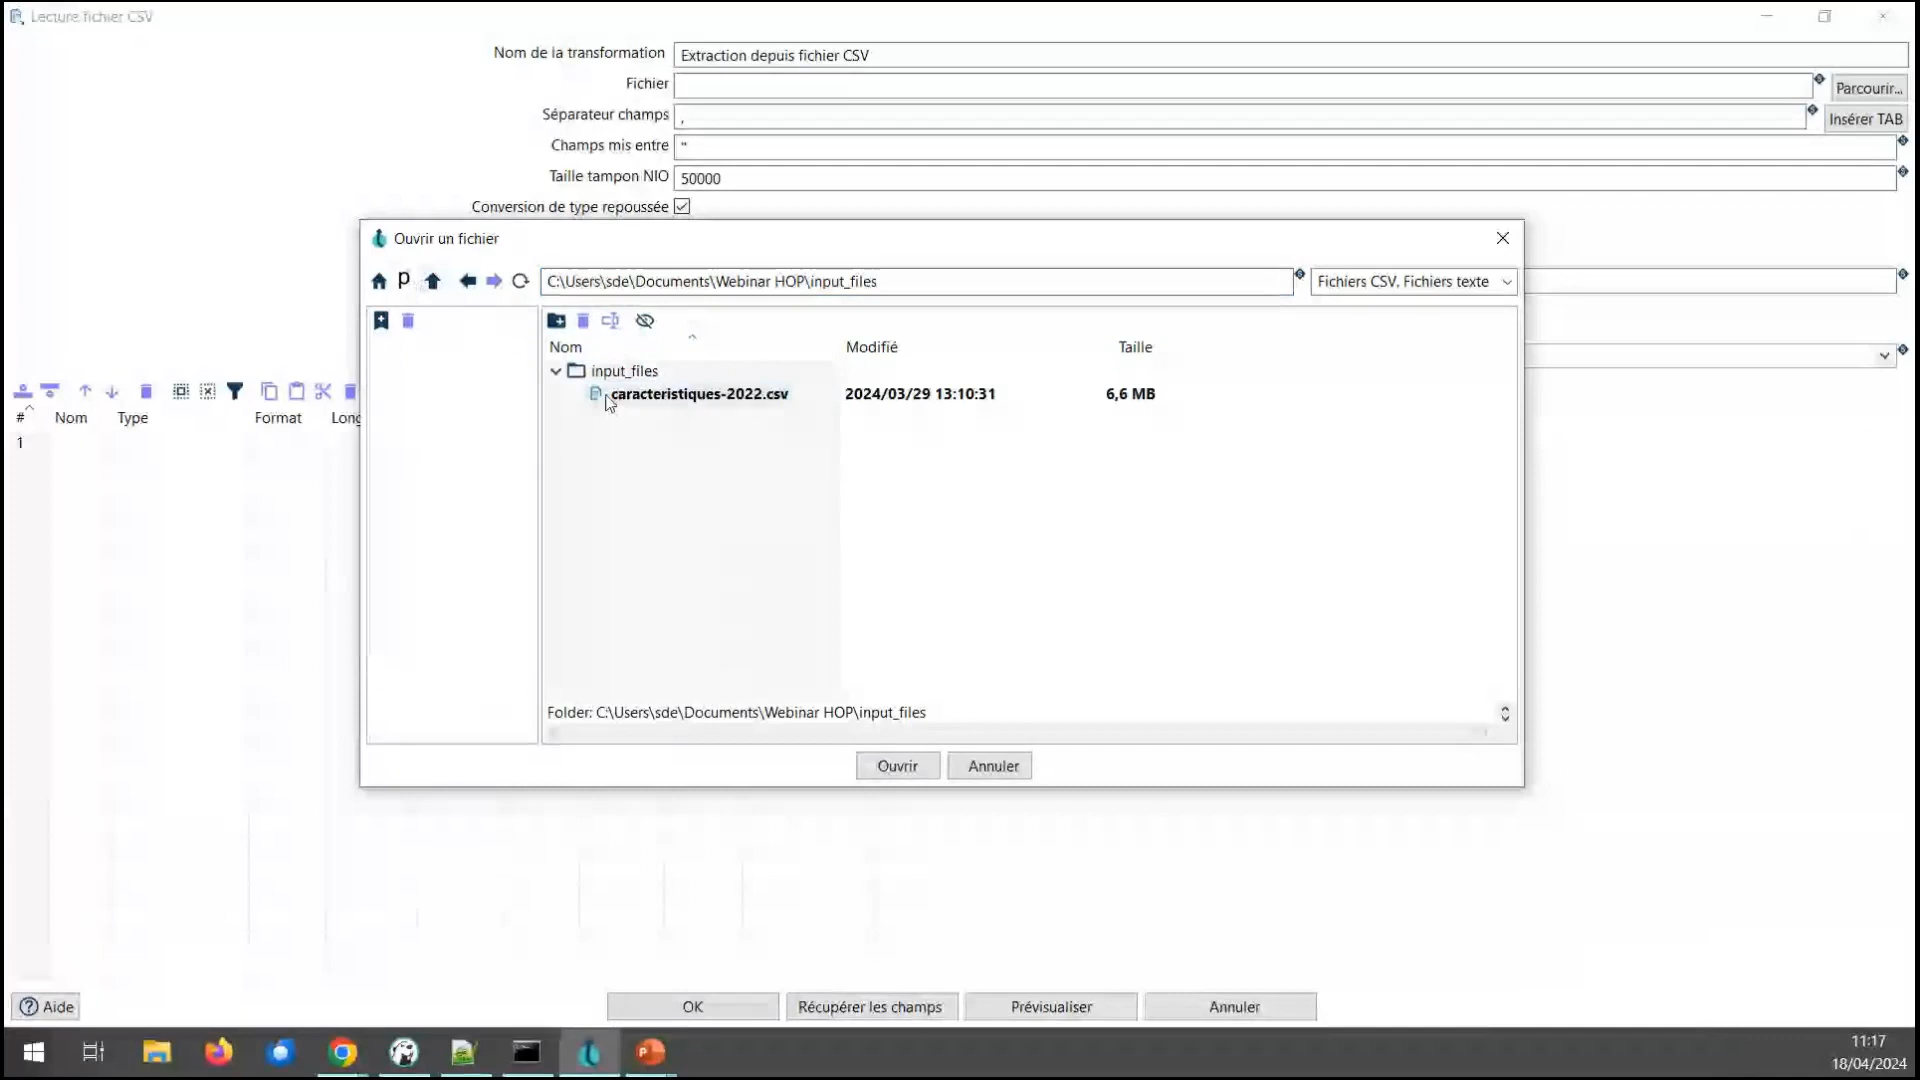 Lecture fichier CSV
Nom de la transformation Extraction depuis fichier CSV
Fichier Parcourir...
Séparateur champs , Insérer TAB
Champs mis entre "
Taille tampon NIO 50000
Conversion de type repoussée
Ouvrir un fichier
p C:\Users\sde\Documents\Webinar HOP\input_files Fichiers CSV, Fichiers texte
Nom Modifié Taille
input_files
caracteristiques-2022.csv 2024/03/29 13:10:31 6,6 MB
# Nom Type Format Long
1
Folder: C:\Users\sde\Documents\Webinar HOP\input_files
Ouvrir Annuler
Aide OK Récupérer les champs Prévisualiser Annuler
11:17
18/04/2024